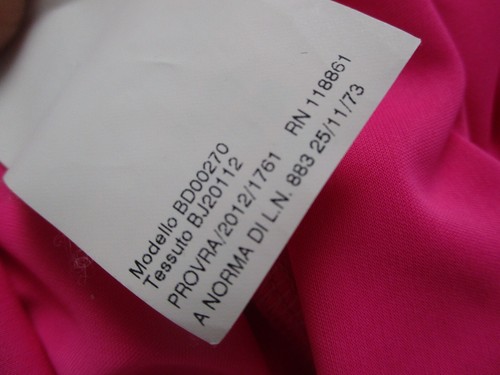 Modello BD00270
Tessuto BJ20112
PROVRA/2012/1761 RN 118861
A NORMA DI L.N. 883 25/11/73